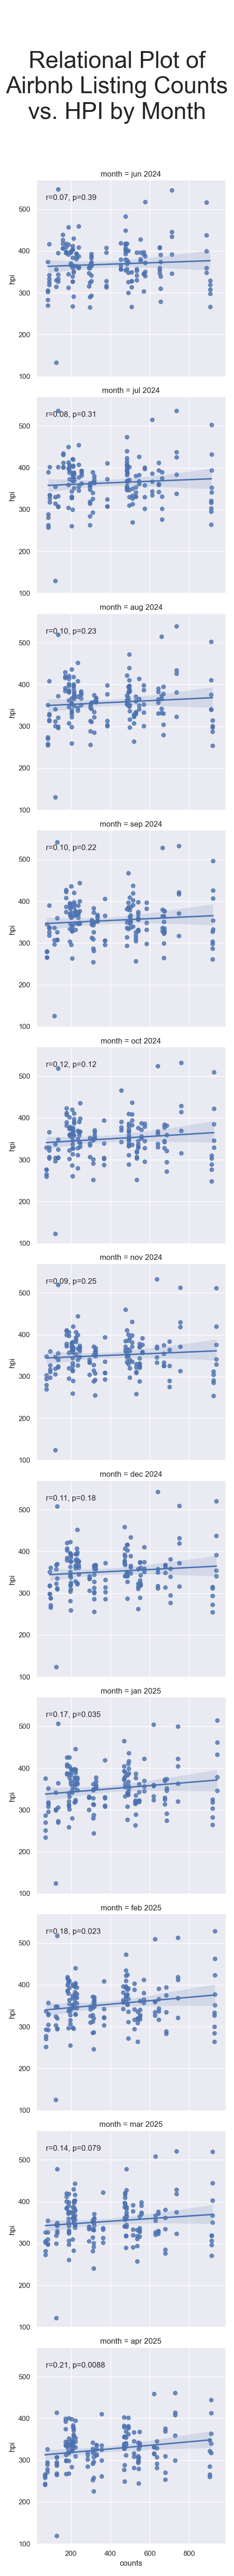 Relational Plot of
Airbnb Listing Counts
vs. HPI by Month
month = jun 2024
r=0.07, p=0.39
500
400
300
200
100
hpi
month = jul 2024
r=0.08, p=0.31
500
400
300
200
100
hpi
month = aug 2024
r=0.10, p=0.23
500
400
300
200
100
hpi
month = sep 2024
r=0.10, p=0.22
500
400
300
200
100
hpi
month = oct 2024
r=0.12, p=0.12
500
400
300
200
100
hpi
month = nov 2024
r=0.09, p=0.25
500
400
300
200
100
hpi
month = dec 2024
r=0.11, p=0.18
500
400
300
200
100
hpi
month = jan 2025
r=0.17, p=0.035
500
400
300
200
100
hpi
month = feb 2025
r=0.18, p=0.023
500
400
300
200
100
hpi
month = mar 2025
r=0.14, p=0.079
500
400
300
200
100
hpi
month = apr 2025
r=0.21, p=0.0088
500
400
300
200
100
hpi
200 400 600 800
counts